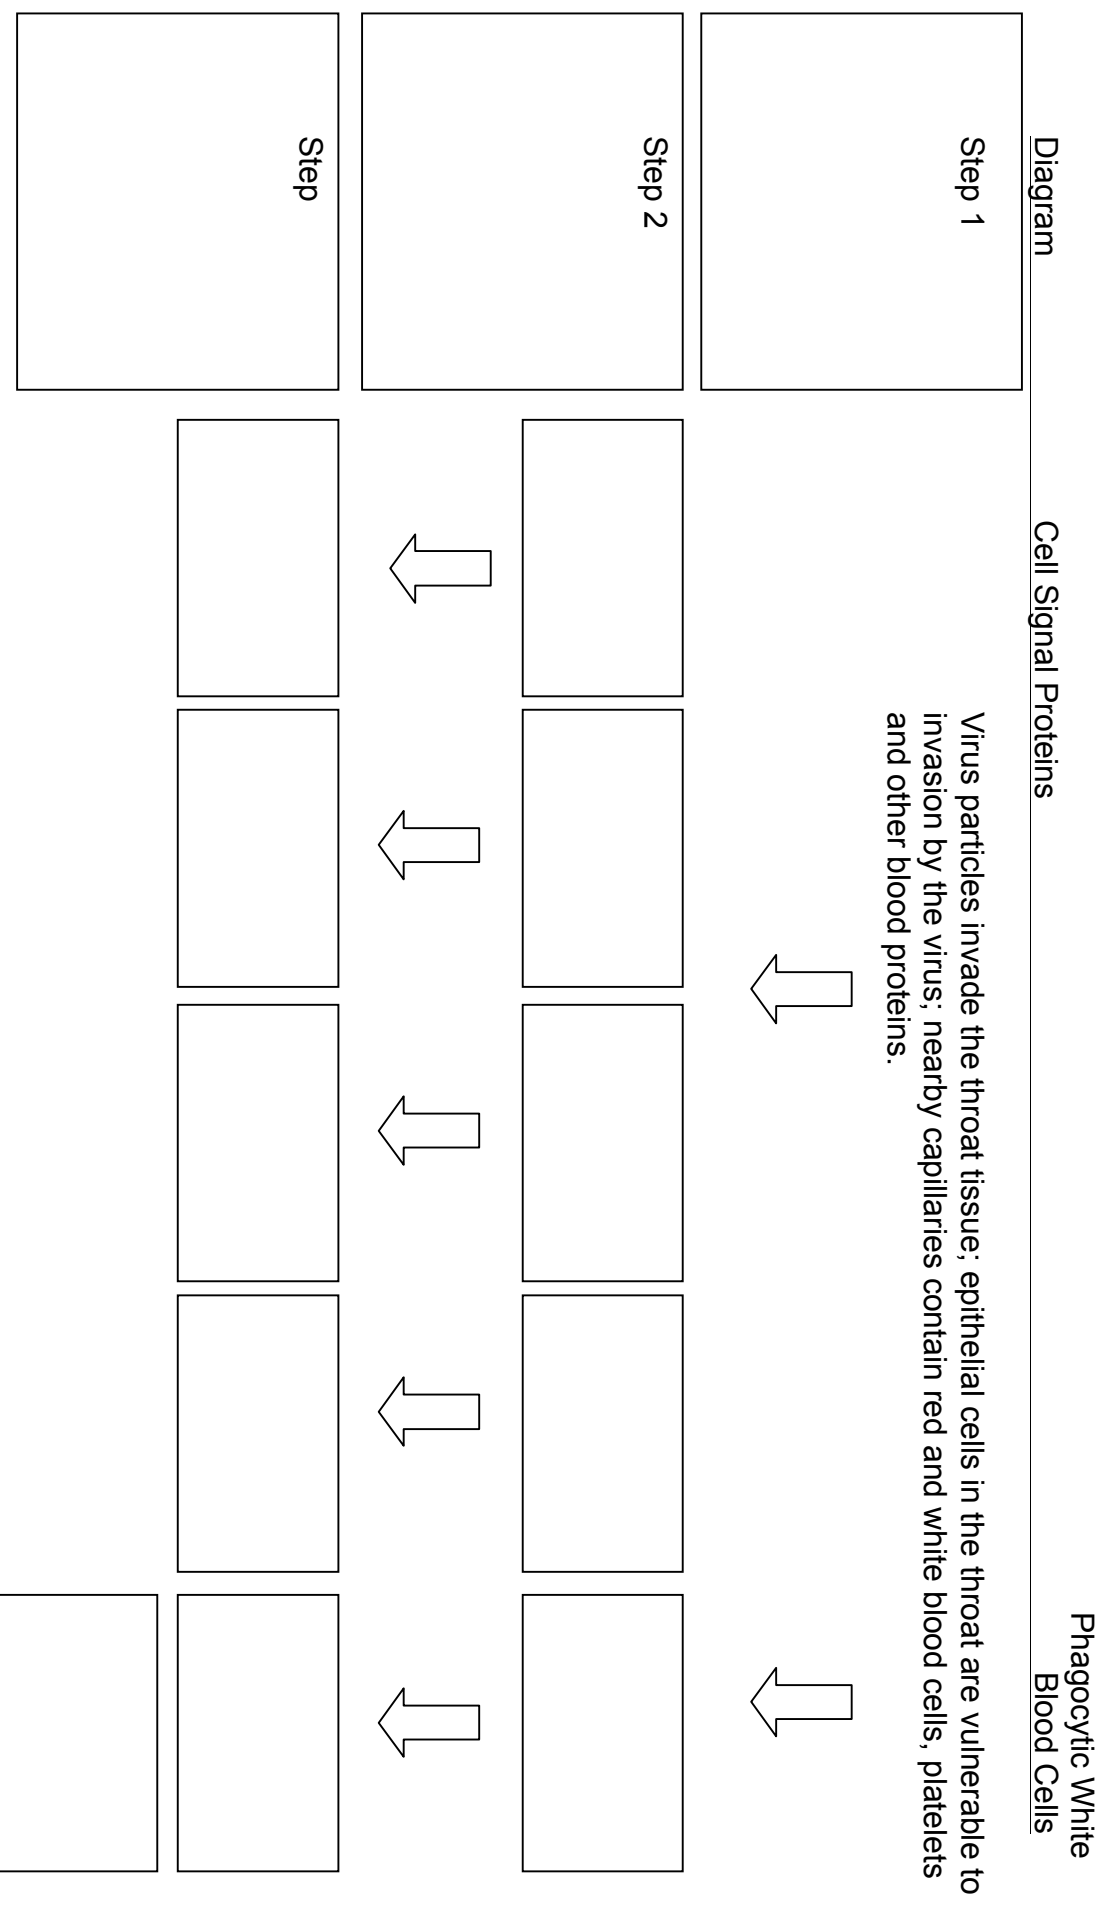 Diagram
Cell Signal Proteins
Phagocytic White
Blood Cells
Step 1
Virus particles invade the throat tissue; epithelial cells in the throat are vulnerable to
invasion by the virus; nearby capillaries contain red and white blood cells, platelets
and other blood proteins.
Step 2
Step